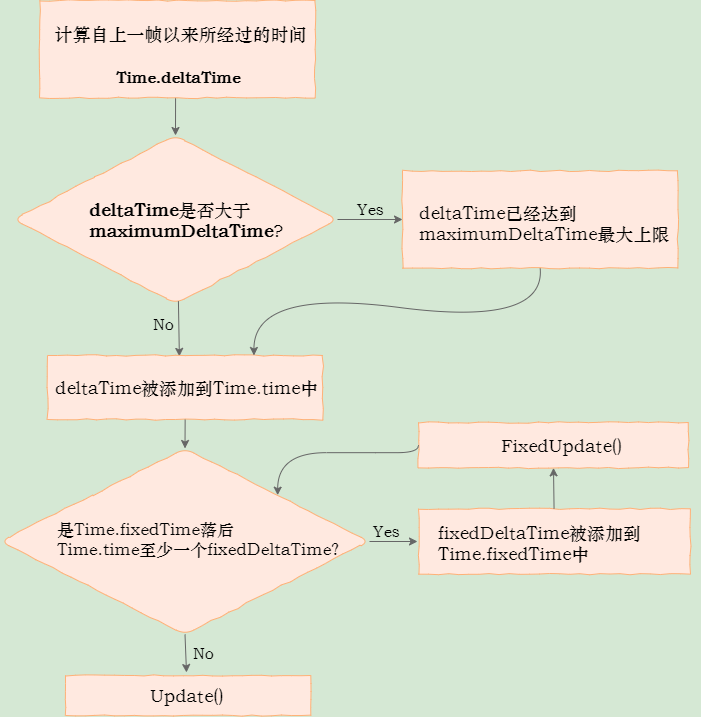 计算自上一帧以来所经过的时间
Time.deltaTime
deltaTime是否大于
maximumDeltaTime?
Yes
deltaTime已经达到
maximumDeltaTime最大上限
No
deltaTime被添加到Time.time中
FixedUpdate()
是Time.fixedTime落后
Time.time至少一个fixedDeltaTime?
Yes
fixedDeltaTime被添加到
Time.fixedTime中
No
Update()